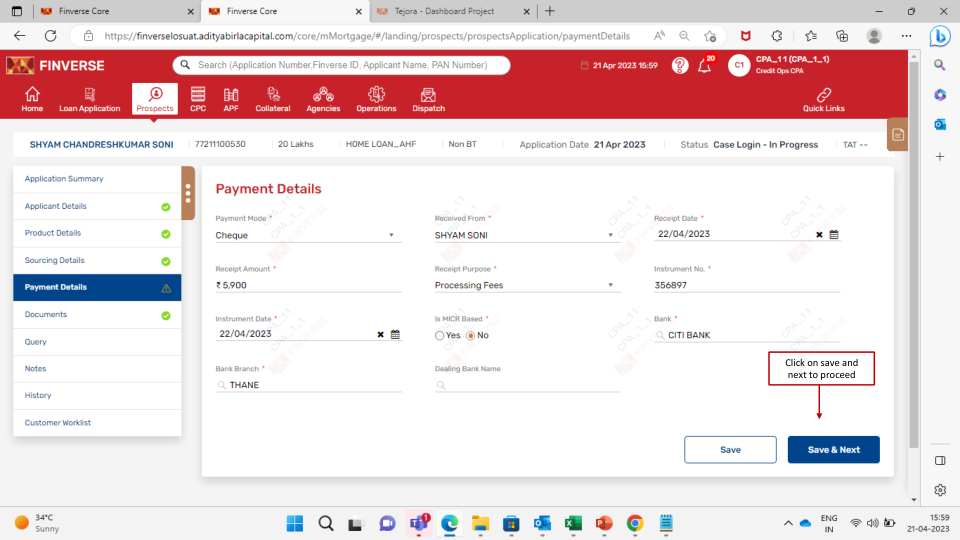 Finverse Core
Finverse Core
Tejora - Dashboard Project
https://finverselosuat.adityabirlacapital.com/core/mMortgage/#/landing/prospects/prospectsApplication/paymentDetails
FINVERSE
Search (Application Number,Finverse ID, Applicant Name, PAN Number)
21 Apr 2023 15:59
?
20
C1
CPA_1 1 (CPA_1_1)
Credit Ops CPA
Home
Loan Application
Prospects
CPC
APF
Collateral
Agencies
Operations
Dispatch
Quick Links
SHYAM CHANDRESHKUMAR SONI
77211100530
20 Lakhs
HOME LOAN_AHF
Non BT
Application Date 21 Apr 2023
Status Case Login - In Progress
TAT --
Application Summary
Applicant Details
Product Details
Sourcing Details
Payment Details
Documents
Query
Notes
History
Customer Worklist
Payment Details
Payment Mode *
Received From *
Receipt Date *
Cheque
SHYAM SONI
22/04/2023
Receipt Amount *
Receipt Purpose *
Instrument No. *
₹ 5,900
Processing Fees
356897
Instrument Date *
Is MICR Based *
Bank *
22/04/2023
Yes
No
CITI BANK
Bank Branch *
Dealing Bank Name
THANE
Click on save and
next to proceed
Save
Save & Next
34°C
Sunny
1
ENG
IN
15:59
21-04-2023